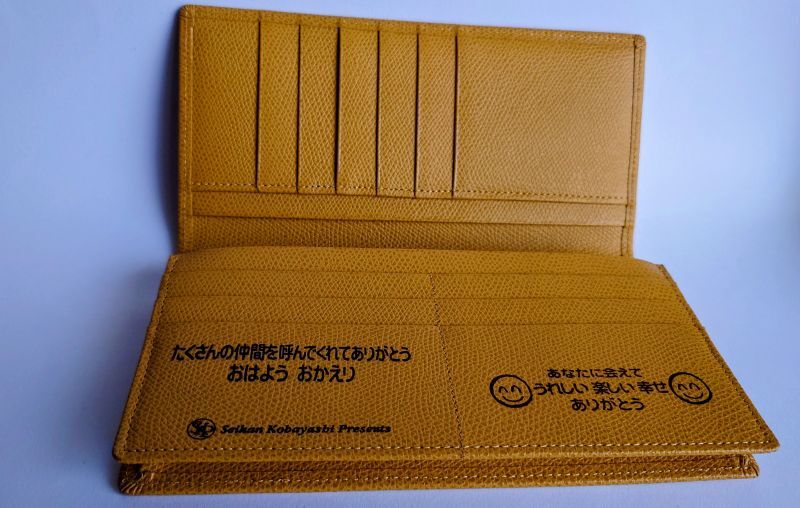 たくさんの仲間を呼んでくれてありがとう
おはよう おかえり
SK Seikan Kobayashi Presents
あなたに会えて
うれしい 楽しい 幸せ
ありがとう